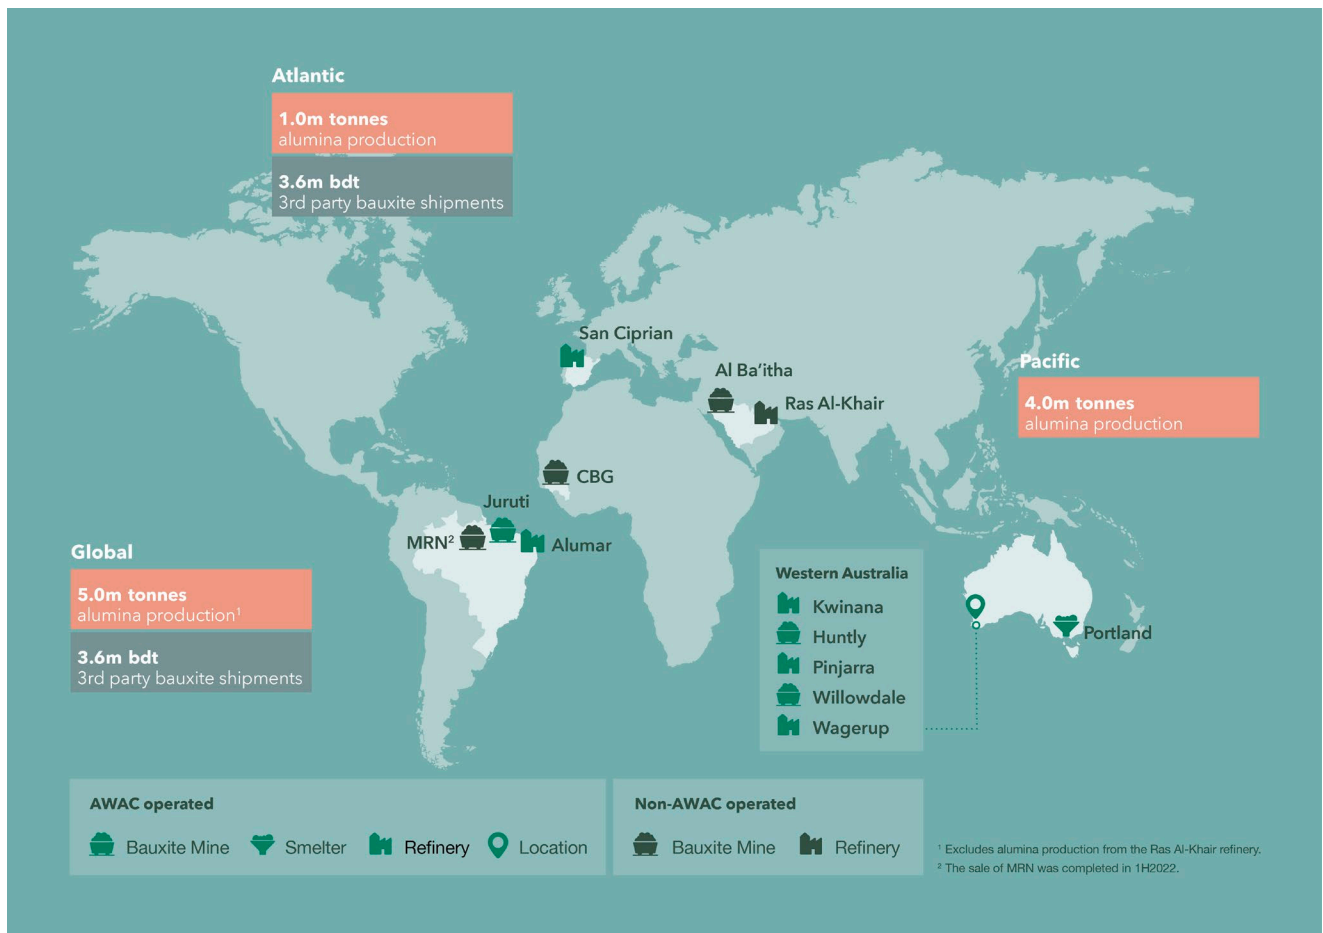 Atlantic
1.0m tonnes
alumina production
3.6m bdt
3rd party bauxite shipments
San Ciprian
Al Ba’itha
Ras Al-Khair
Pacific
4.0m tonnes
alumina production
CBG
Juruti
MRN²
Alumar
Global
5.0m tonnes
alumina production¹
3.6m bdt
3rd party bauxite shipments
Western Australia
Kwinana
Huntly
Pinjarra
Willowdale
Wagerup
Portland
AWAC operated
Bauxite Mine Smelter Refinery Location
Non-AWAC operated
Bauxite Mine Refinery
¹ Excludes alumina production from the Ras Al-Khair refinery.
² The sale of MRN was completed in 1H2022.